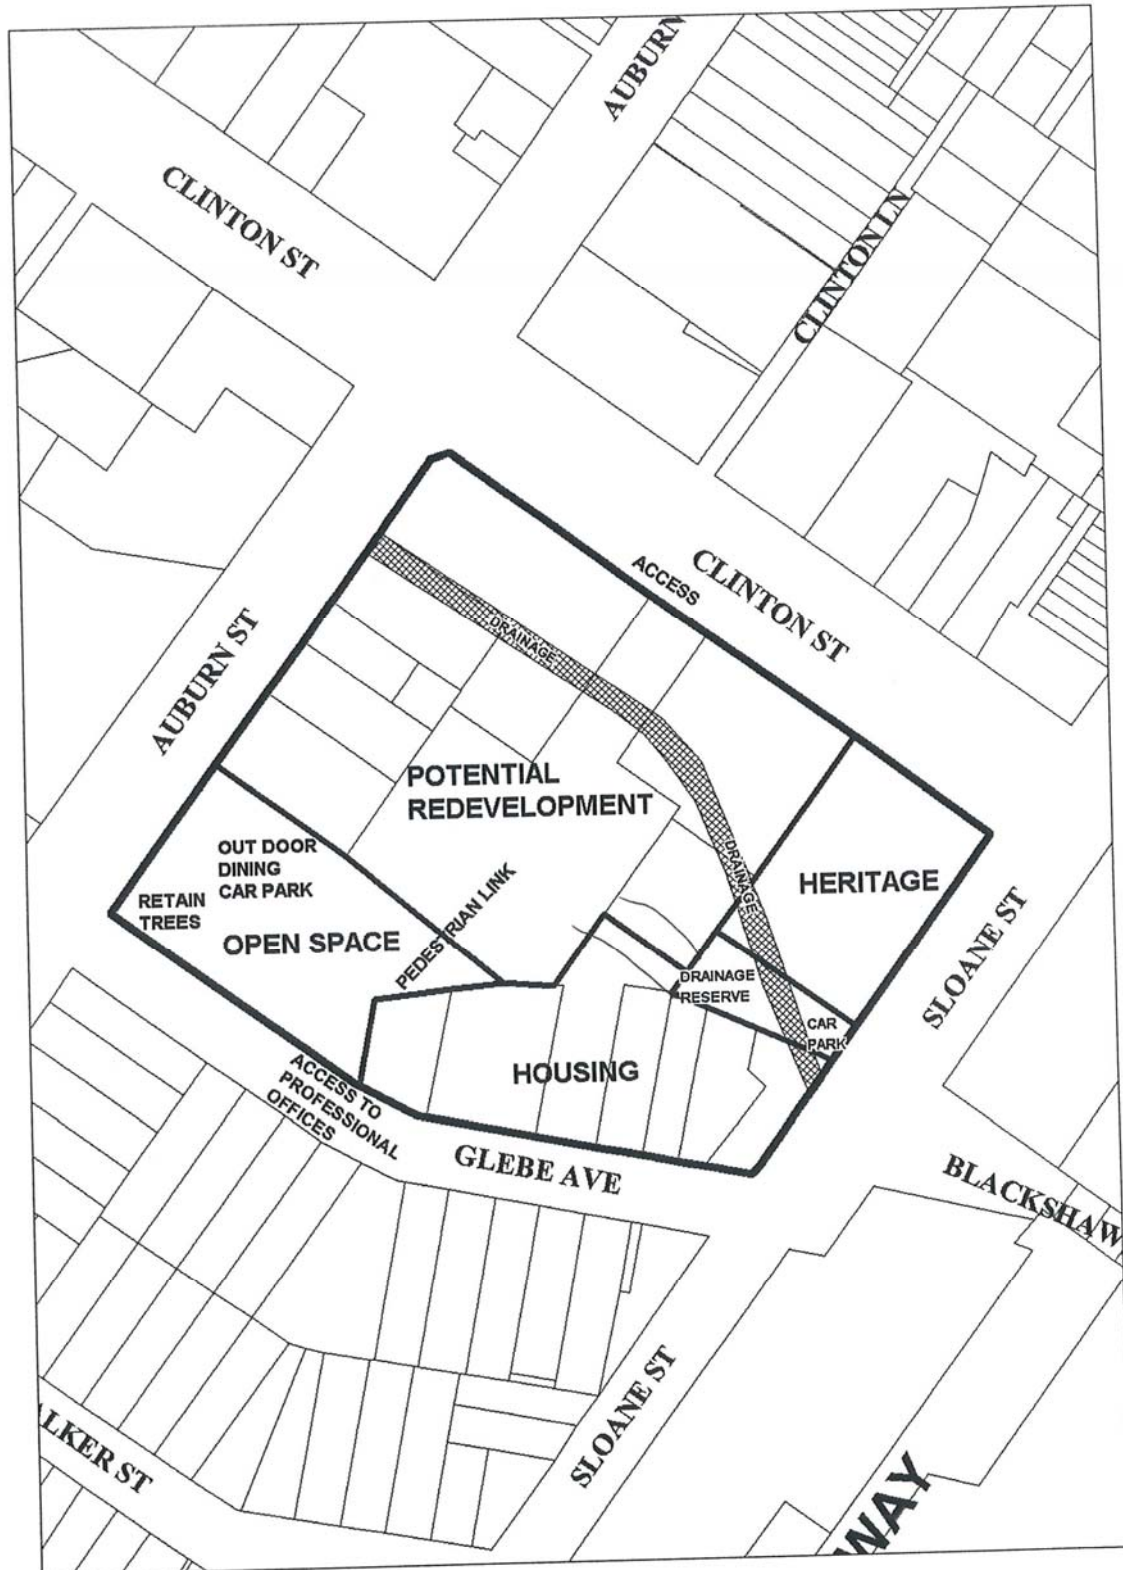 AUBURN
CLINTON ST
CLINTON LN
ACCESS
CLINTON ST
DRAINAGE
AUBURN ST
POTENTIAL
REDEVELOPMENT
OUT DOOR
DINING
CAR PARK
RETAIN
TREES
OPEN SPACE
PEDESTRIAN LINK
DRAINAGE
HERITAGE
SLOANE ST
DRAINAGE
RESERVE
CAR
PARK
HOUSING
ACCESS TO
PROFESSIONAL
OFFICES
GLEBE AVE
BLACKSHAW
SLOANE ST
ALKER ST
WAY